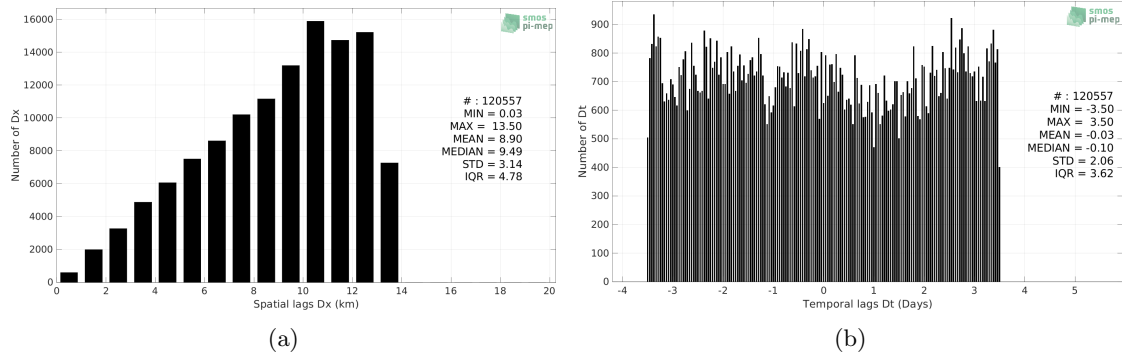 smos
pi-mep
Number of Dx
16000
14000
12000
10000
8000
6000
4000
2000
0
# : 120557
MIN = 0.03
MAX = 13.50
MEAN = 8.90
MEDIAN = 9.49
STD = 3.14
IQR = 4.78
0 2 4 6 8 10 12 14 16 18 20
Spatial lags Dx (km)
(a)
smos
pi-mep
Number of Dt
900
800
700
600
500
400
300
200
100
0
# : 120557
MIN = -3.50
MAX = 3.50
MEAN = -0.03
MEDIAN = -0.10
STD = 2.06
IQR = 3.62
-4 -3 -2 -1 0 1 2 3 4 5
Temporal lags Dt (Days)
(b)